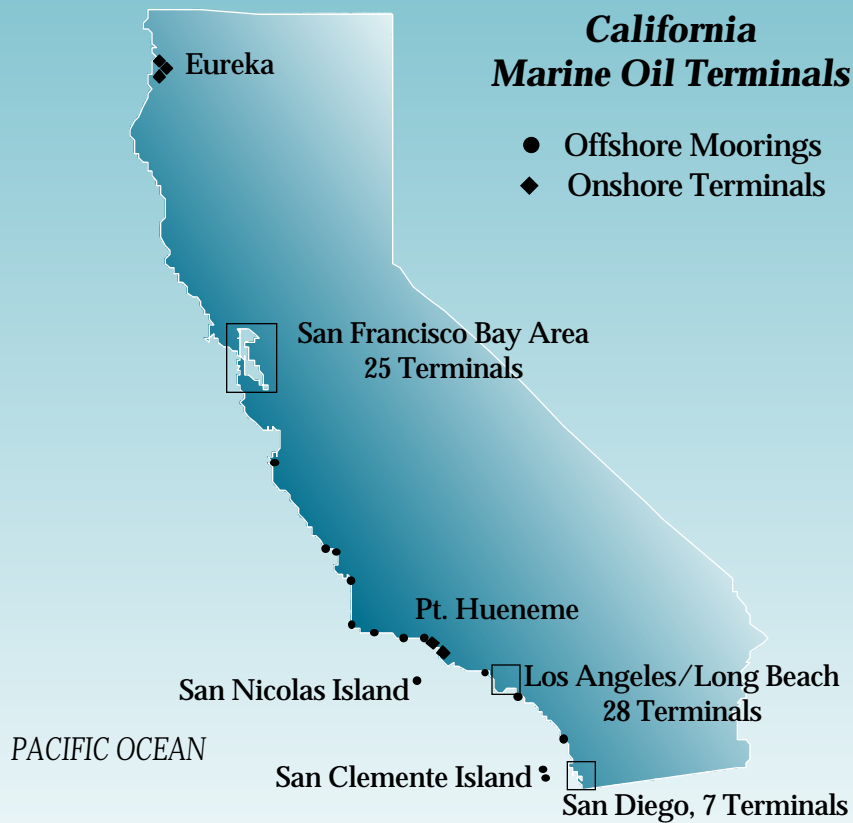 California
Marine Oil Terminals
Offshore Moorings
Onshore Terminals
Eureka
San Francisco Bay Area
25 Terminals
Pt. Hueneme
Los Angeles/Long Beach
28 Terminals
San Nicolas Island
PACIFIC OCEAN
San Clemente Island
San Diego, 7 Terminals